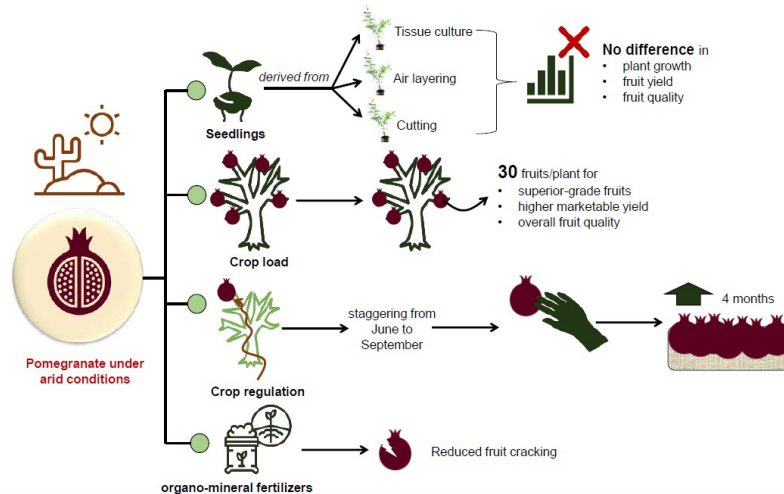 Tissue culture
derived from
Air layering
Cutting
Seedlings
No difference in
• plant growth
• fruit yield
• fruit quality
30 fruits/plant for
• superior-grade fruits
• higher marketable yield
• overall fruit quality
Crop load
Pomegranate under
arid conditions
staggering from
June to
September
4 months
Crop regulation
Reduced fruit cracking
organo-mineral fertilizers